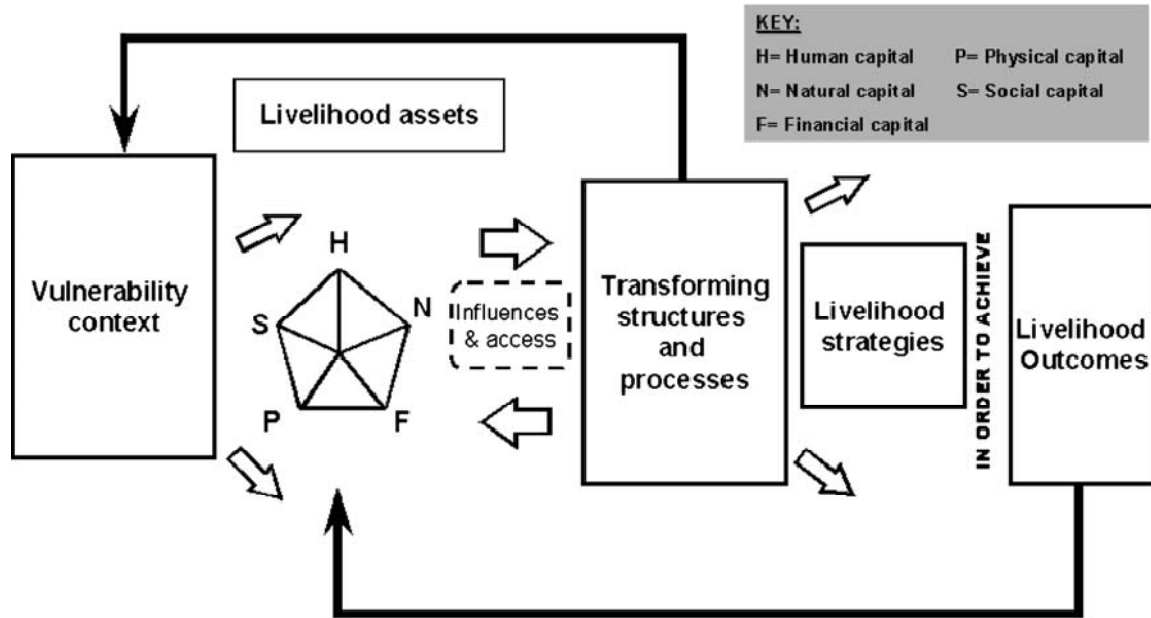 KEY:
H= Human capital P= Physical capital
N= Natural capital S= Social capital
F= Financial capital
Livelihood assets
Vulnerability
context
H
S
N
P
F
Influences
& access
Transforming
structures
and
processes
Livelihood
strategies
IN ORDER TO ACHIEVE
Livelihood
Outcomes